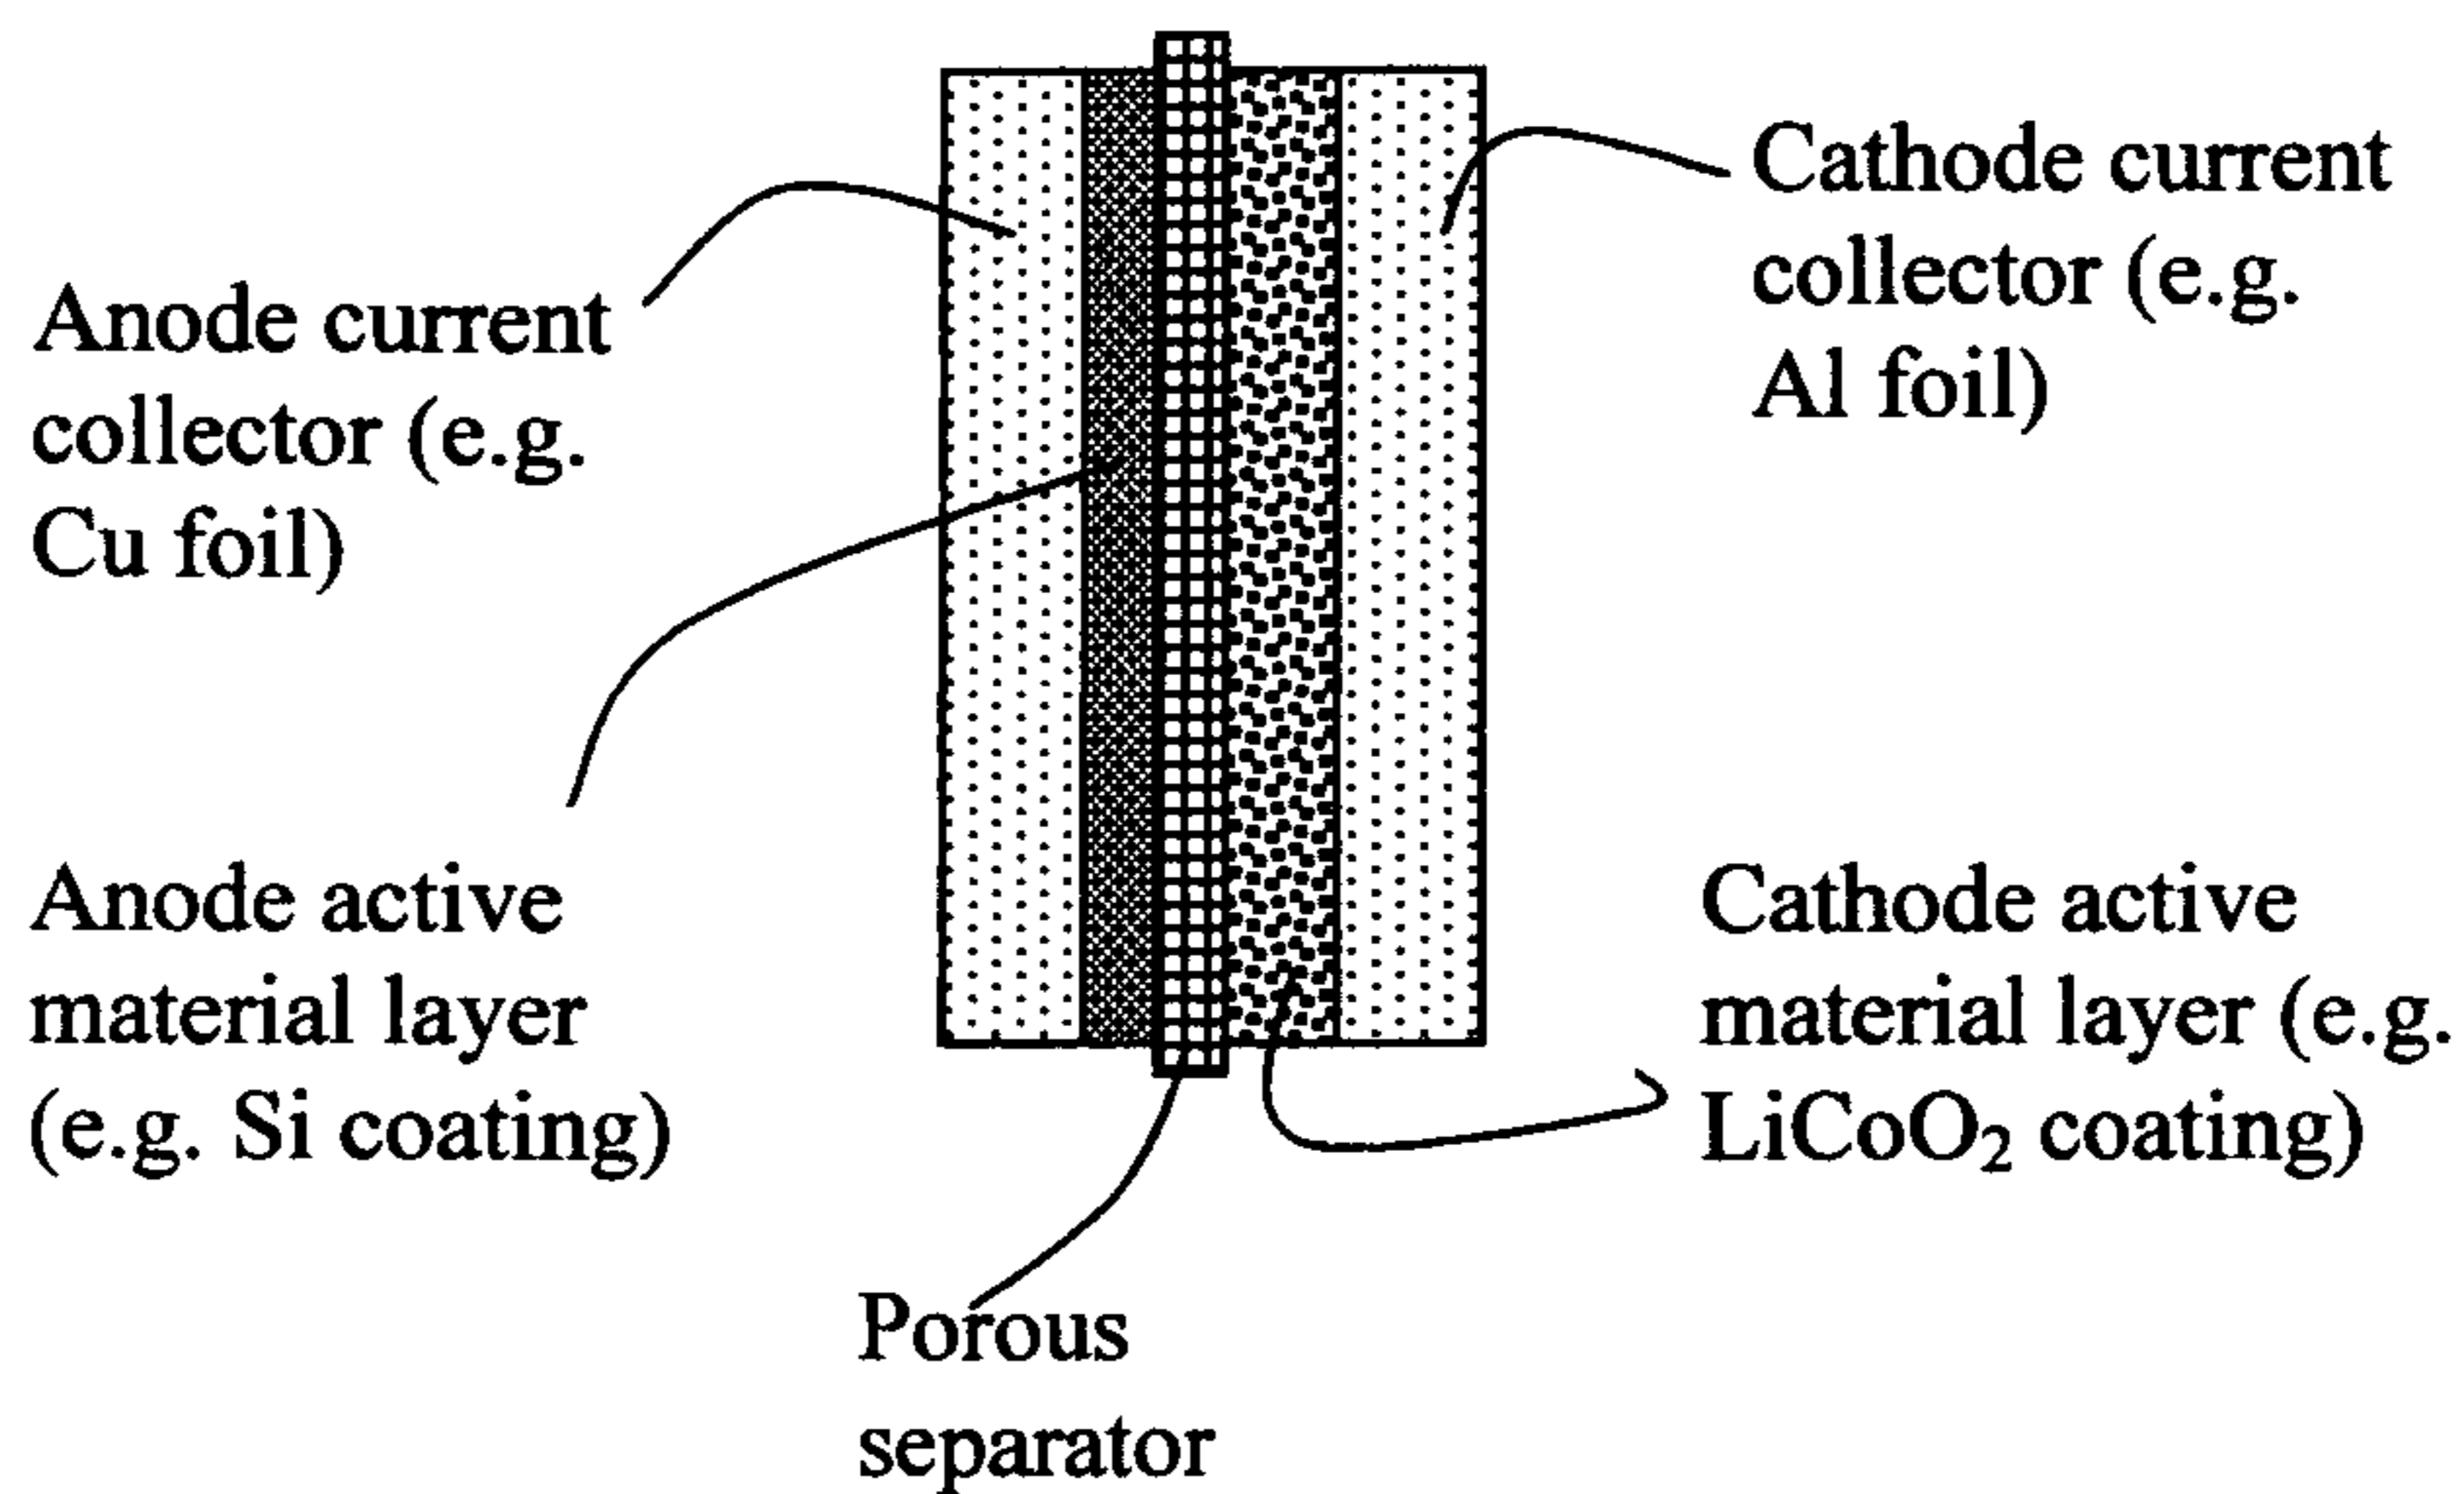 Anode current
collector (e.g.
Cu foil)
Cathode current
collector (e.g.
Al foil)
Anode active
material layer
(e.g. Si coating)
Cathode active
material layer (e.g.
LiCoO₂ coating)
Porous
separator